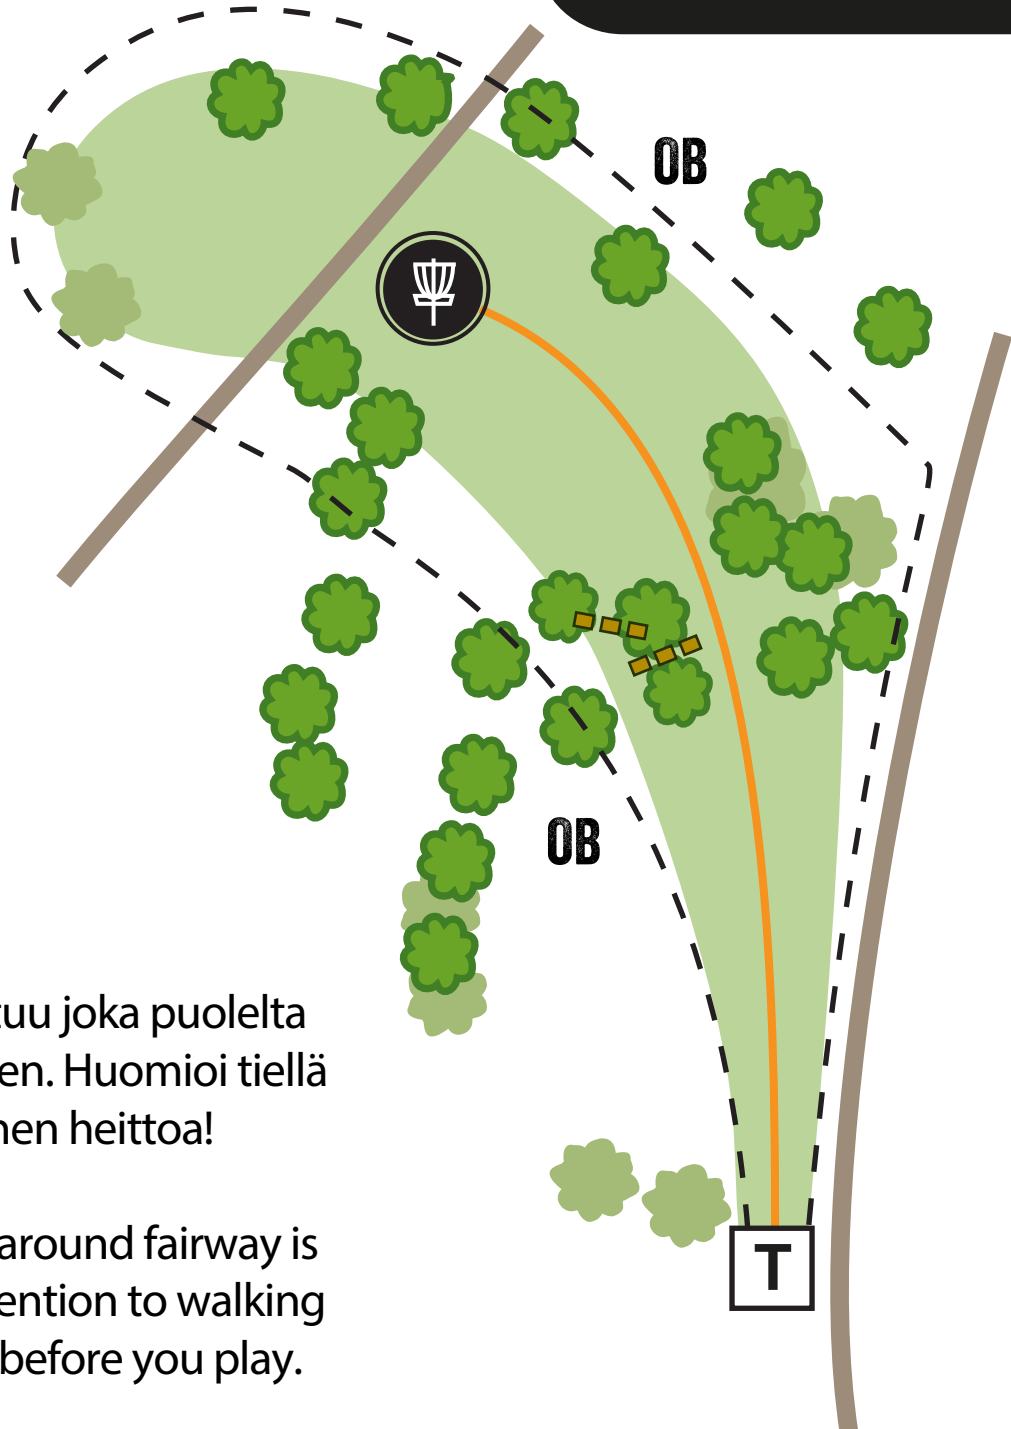 OB
OB
tuu joka puolelta
en. Huomioi tiellä
nen heittoa!
around fairway is
ention to walking
before you play.
T